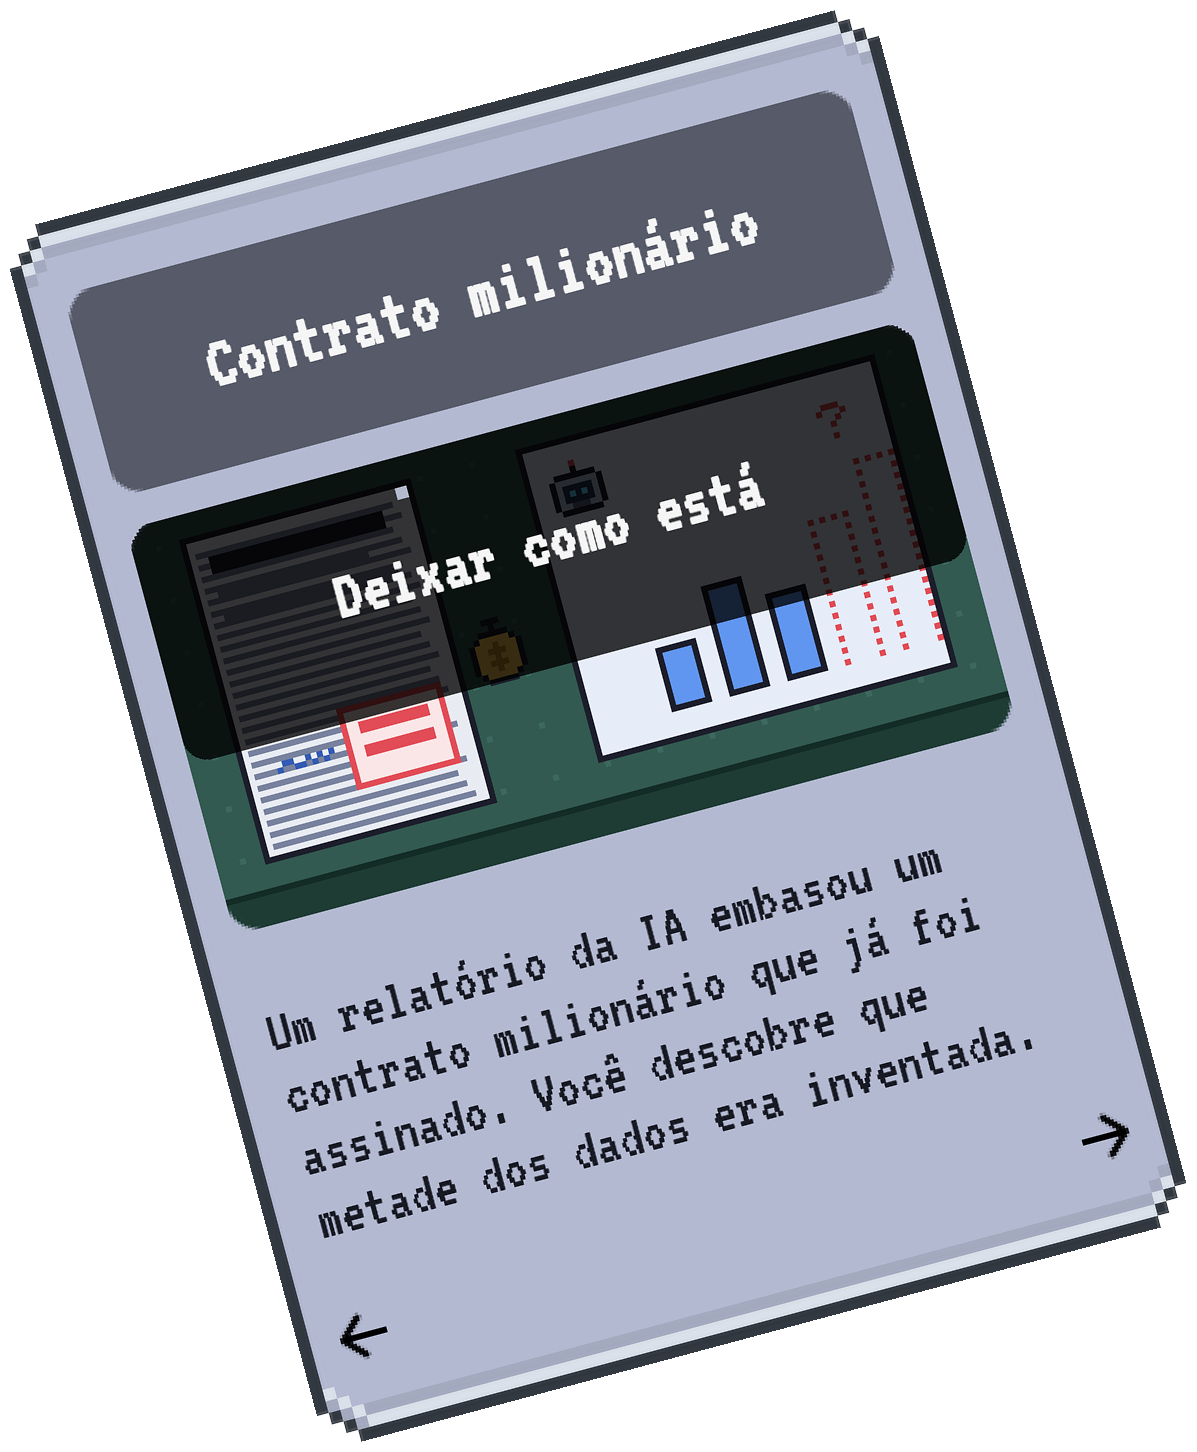 Contrato milionário
Deixar como está
Um relatório da IA embasou um
contrato milionário que já foi
assinado. Você descobre que
metade dos dados era inventada.